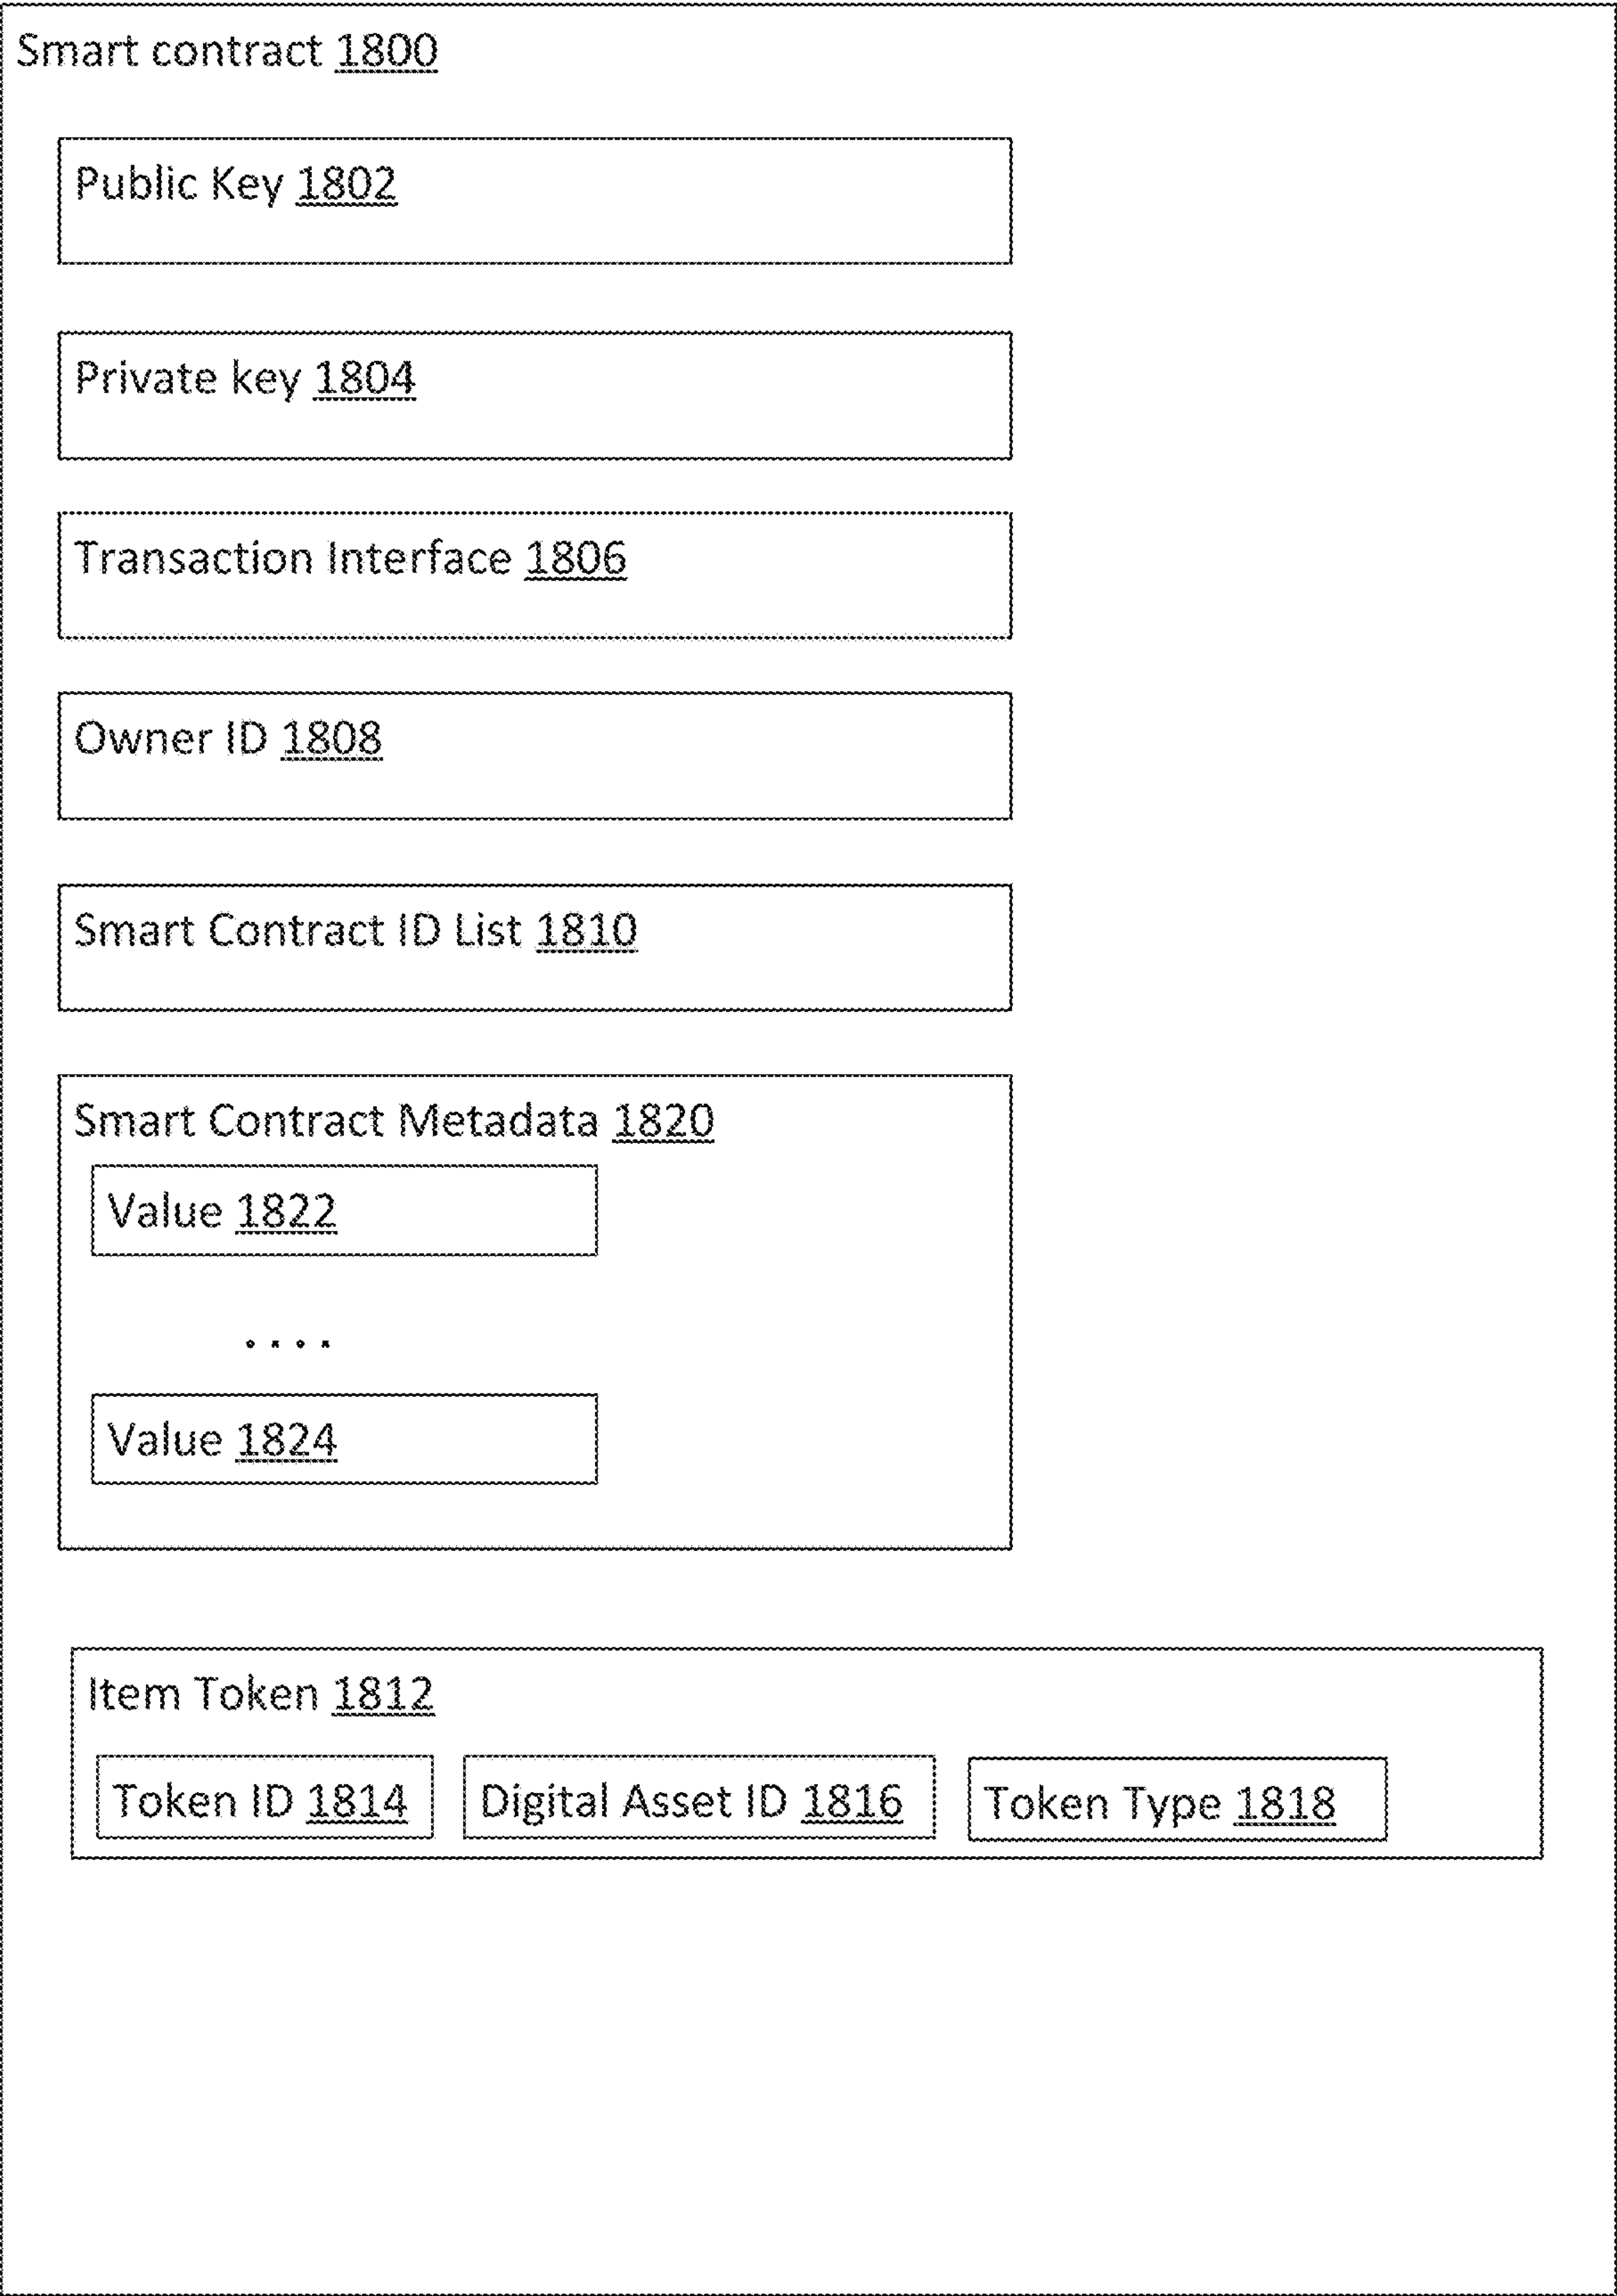 Smart contract 1800
Public Key 1802
Private key 1804
Transaction Interface 1806
Owner ID 1808
Smart Contract ID List 1810
Smart Contract Metadata 1820
Value 1822
....
Value 1824
Item Token 1812
Token ID 1814 Digital Asset ID 1816 Token Type 1818